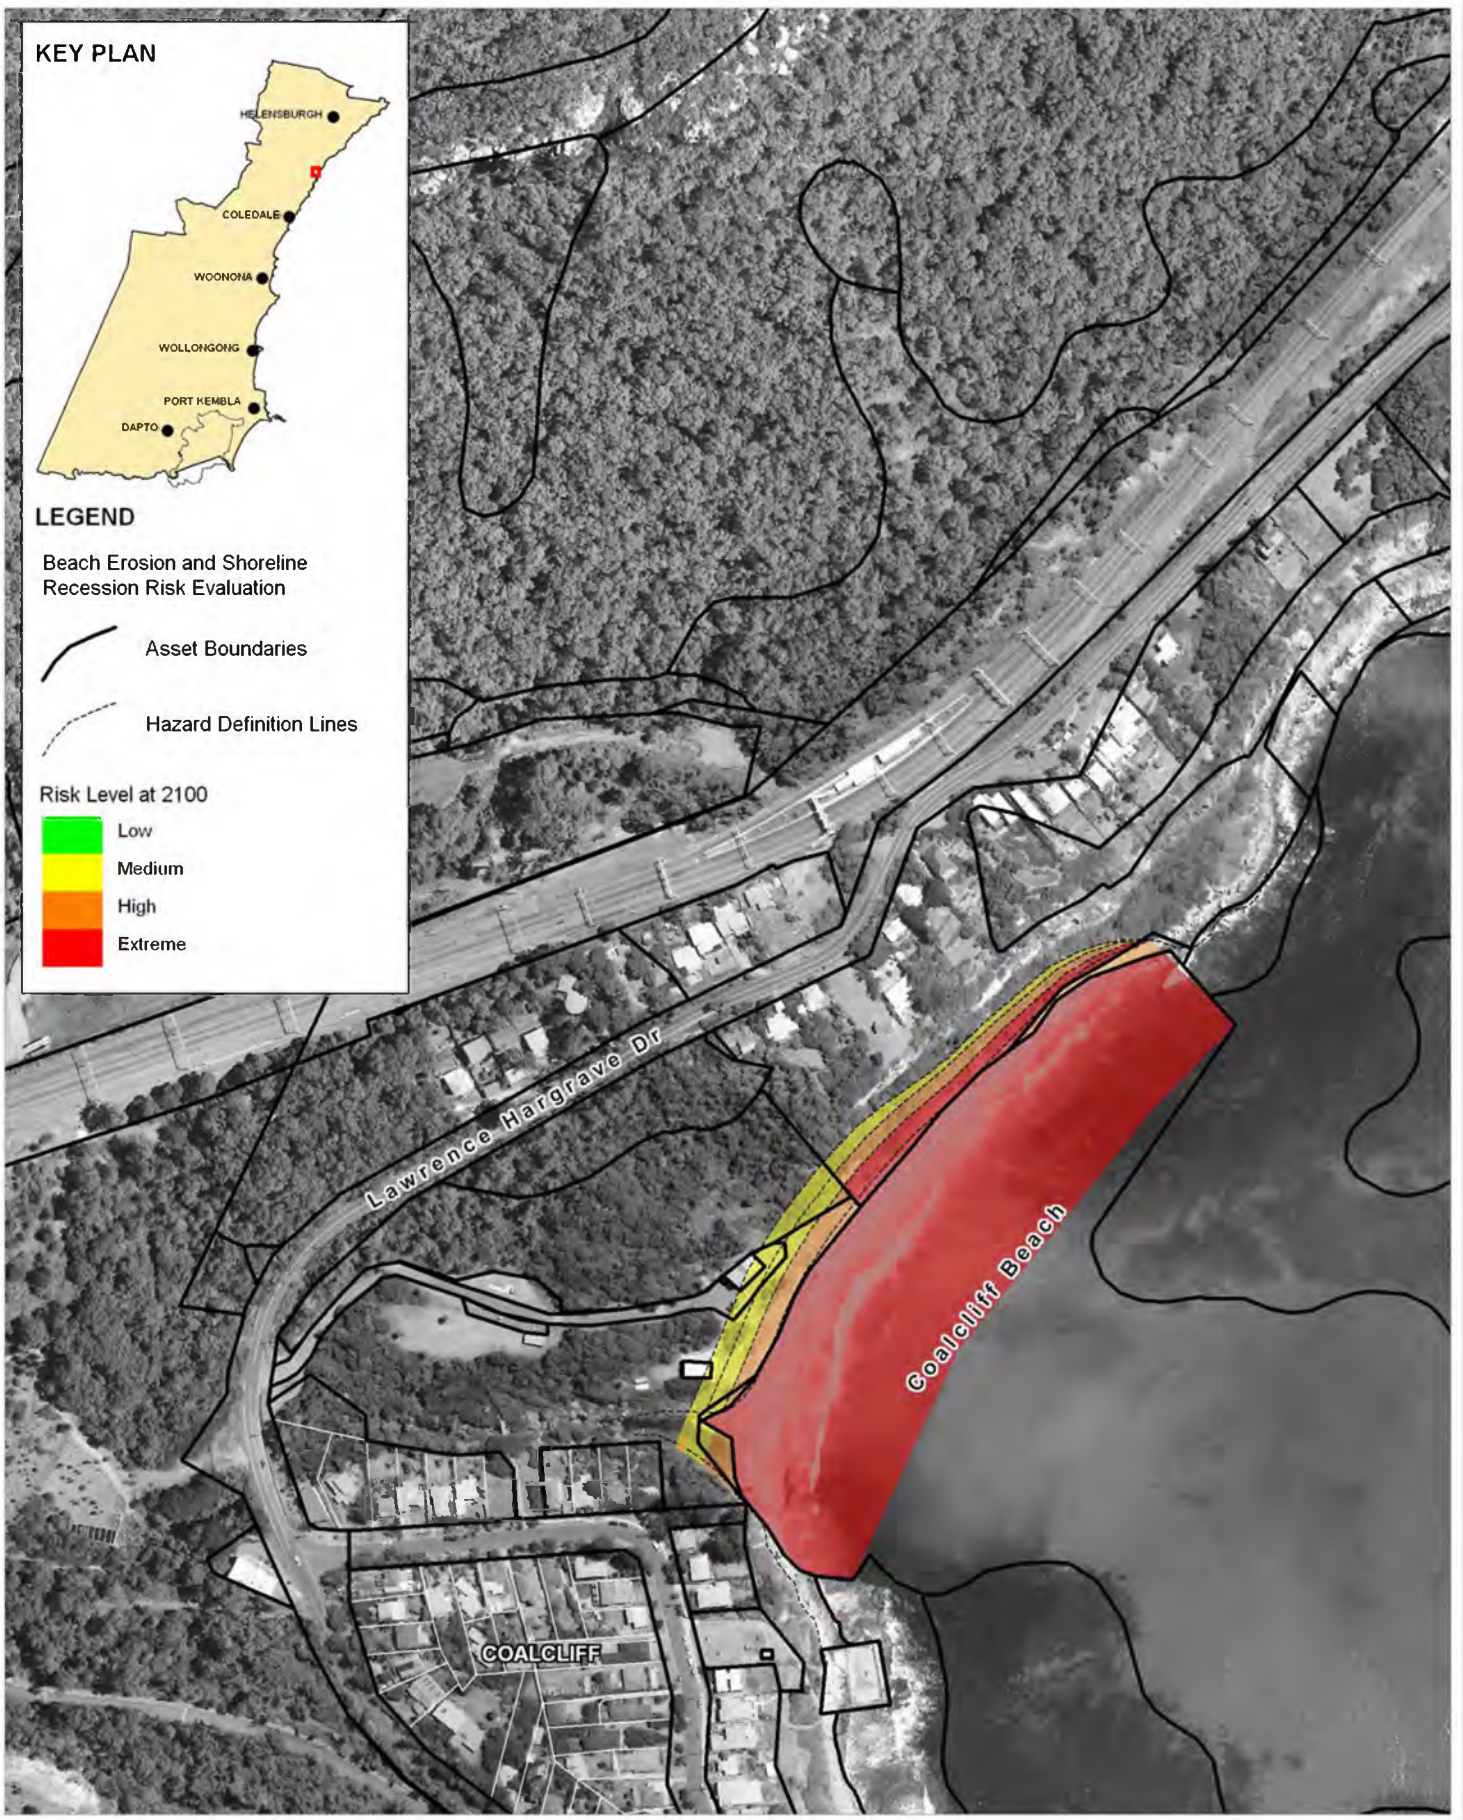 KEY PLAN
HELENSBURGH
COLEDALE
WOONONA
WOLLONGONG
PORT KEMBLA
DAPTO
LEGEND
Beach Erosion and Shoreline
Recession Risk Evaluation
Asset Boundaries
Hazard Definition Lines
Risk Level at 2100
Low
Medium
High
Extreme
Lawrence Hargrave Dr
Coalcliff Beach
COALCLIFF